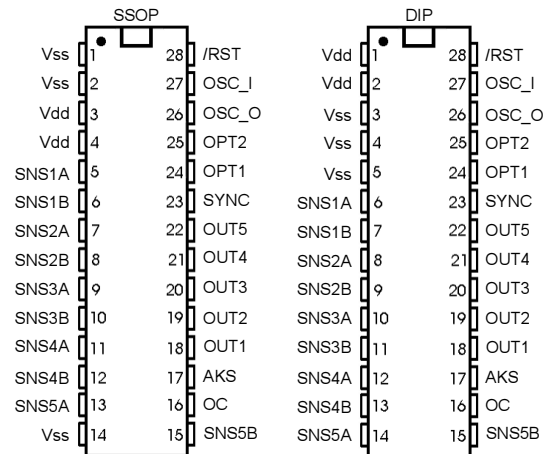 SSOP
Vss 1 28 /RST
Vss 2 27 OSC_I
Vdd 3 26 OSC_O
Vdd 4 25 OPT2
SNS1A 5 24 OPT1
SNS1B 6 23 SYNC
SNS2A 7 22 OUT5
SNS2B 8 21 OUT4
SNS3A 9 20 OUT3
SNS3B 10 19 OUT2
SNS4A 11 18 OUT1
SNS4B 12 17 AKS
SNS5A 13 16 OC
Vss 14 15 SNS5B
DIP
Vdd 1 28 /RST
Vdd 2 27 OSC_I
Vss 3 26 OSC_O
Vss 4 25 OPT2
Vss 5 24 OPT1
SNS1A 6 23 SYNC
SNS1B 7 22 OUT5
SNS2A 8 21 OUT4
SNS2B 9 20 OUT3
SNS3A 10 19 OUT2
SNS3B 11 18 OUT1
SNS4A 12 17 AKS
SNS4B 13 16 OC
SNS5A 14 15 SNS5B